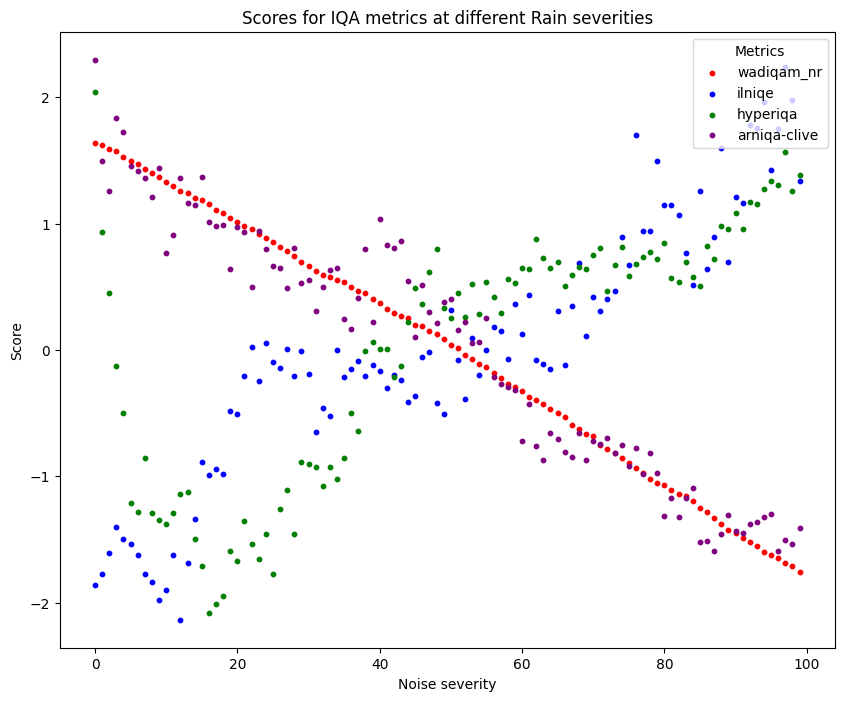 Scores for IQA metrics at different Rain severities
Metrics
wadiqam_nr
ilniqe
hyperiqa
arniqa-clive
Score
2
1
0
−1
−2
0 20 40 60 80 100
Noise severity